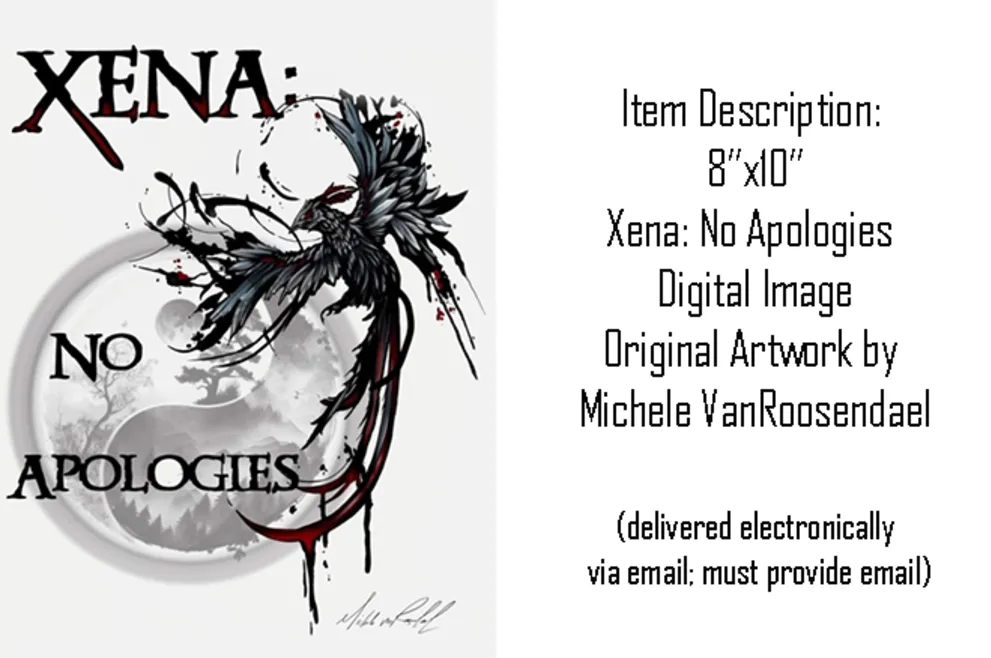 XENA:
NO
APOLOGIES
Item Description:
8"x10"
Xena: No Apologies
Digital Image
Original Artwork by
Michele VanRoosendael
(delivered electronically
via email; must provide email)